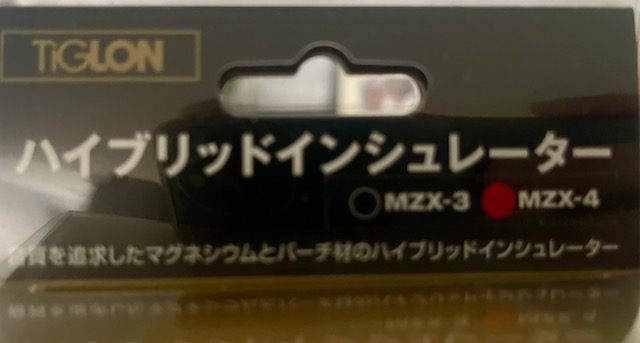 TiGLON
ハイブリッドインシュレーター
MZX-3 MZX-4
音質を追求したマグネシウムとバーチ材のハイブリッドインシュレーター